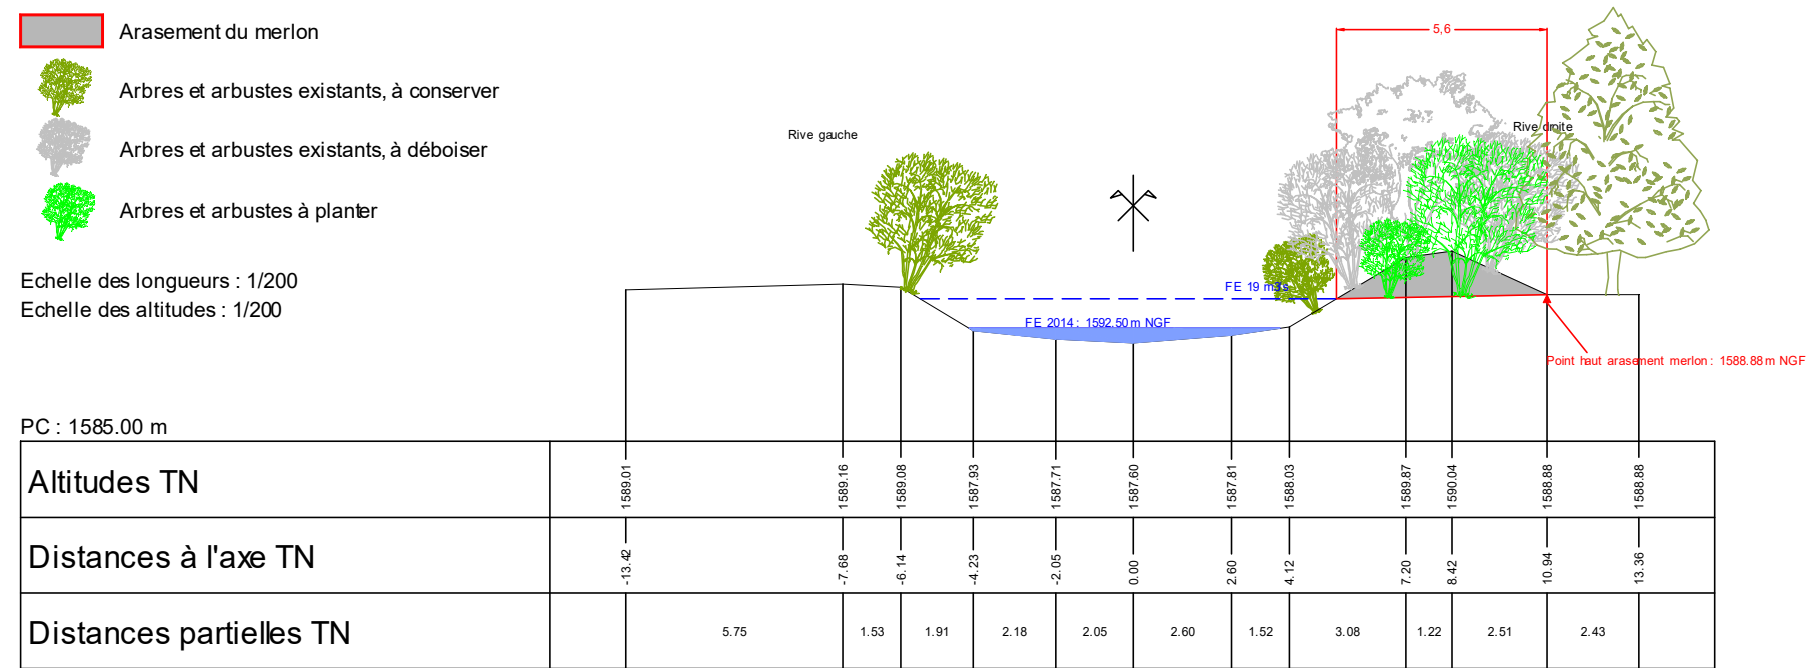 Arasement du merlon
Arbres et arbustes existants, à conserver
Arbres et arbustes existants, à déboiser
Arbres et arbustes à planter
Echelle des longueurs : 1/200
Echelle des altitudes : 1/200
5,6
Rive gauche
Rive droite
FE 19 m3/s
FE 2014 : 1592.50 m NGF
Point haut arasement merlon : 1588.88 m NGF
PC : 1585.00 m
Altitudes TN 1589.01 1589.16 1589.08 1587.93 1587.71 1587.60 1587.81 1588.03 1589.87 1590.04 1588.88 1588.88
Distances à l'axe TN -13.42 -7.68 -6.14 -4.23 -2.05 0.00 2.60 4.12 7.20 8.42 10.94 13.36
Distances partielles TN 5.75 1.53 1.91 2.18 2.05 2.60 1.52 3.08 1.22 2.51 2.43